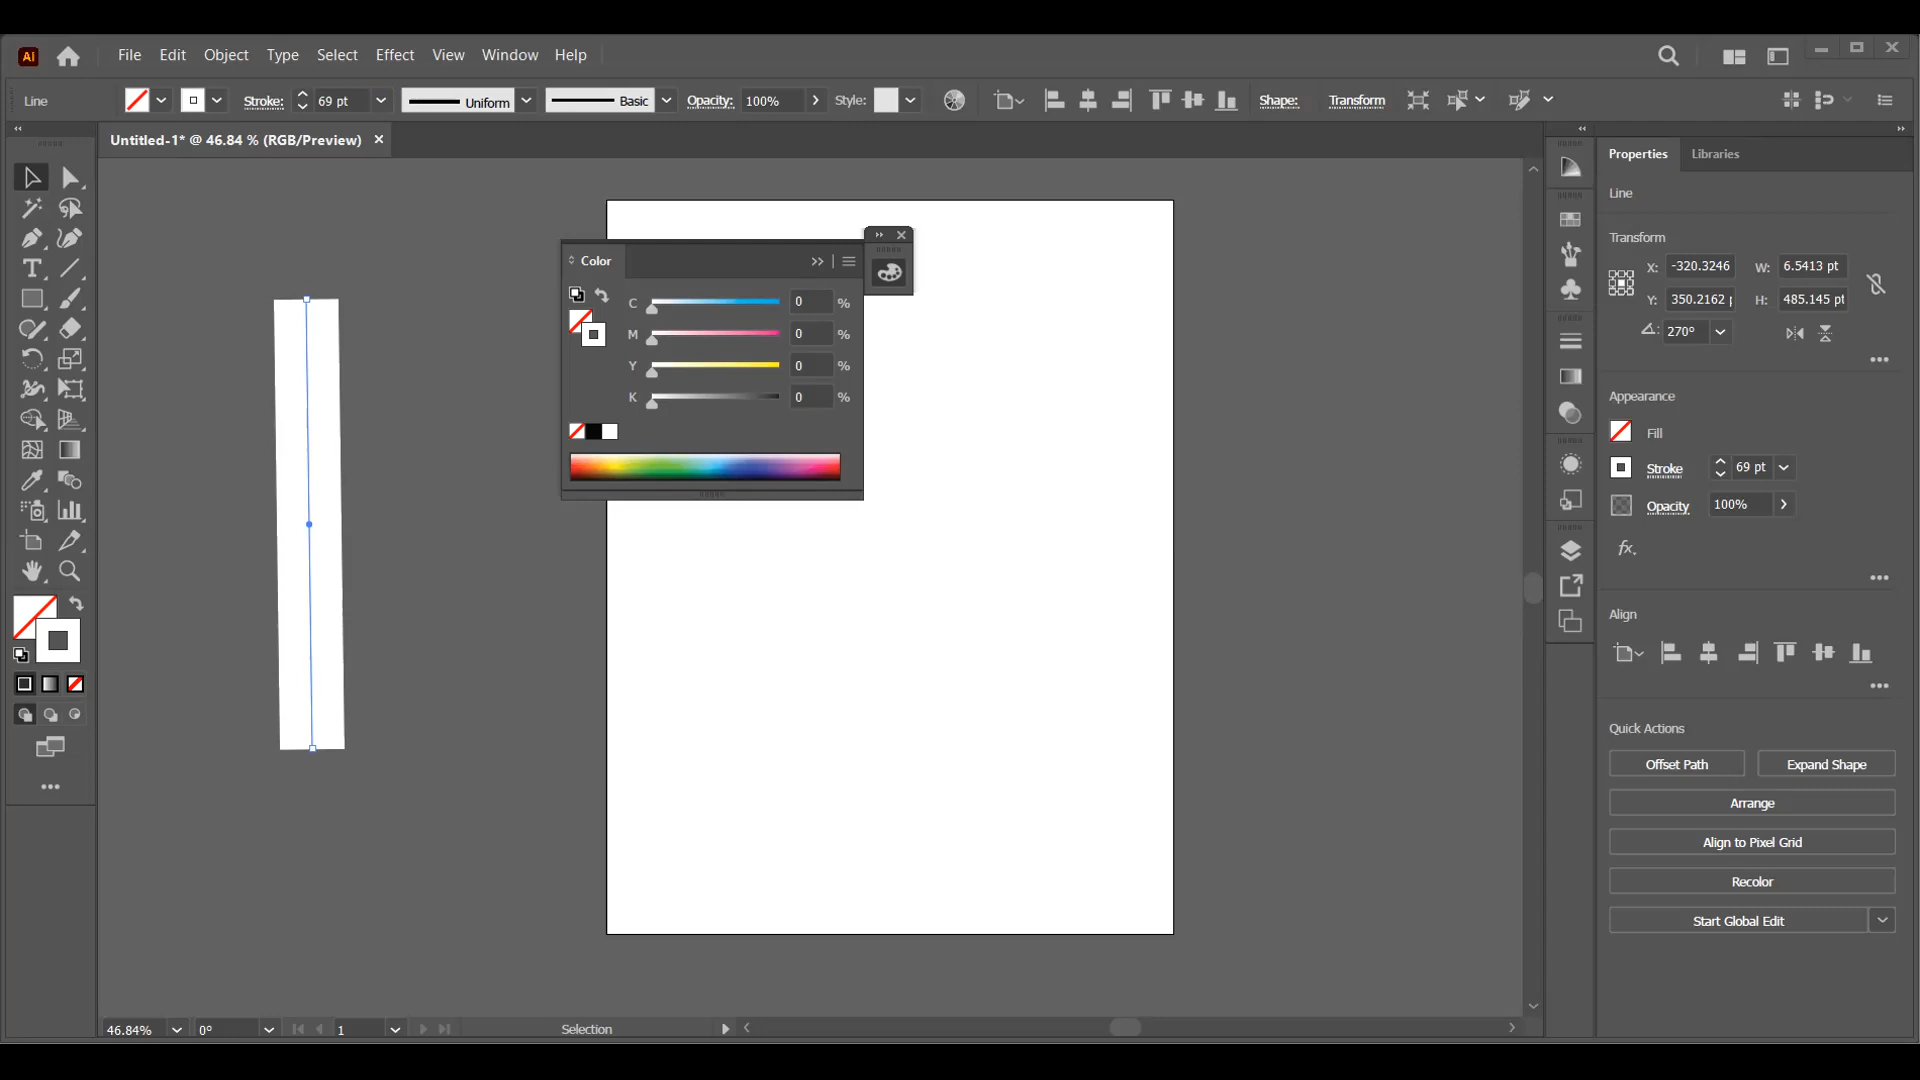 Ai File Edit Object Type Select Effect View Window Help
Line Stroke: 69 pt Uniform Basic Opacity: 100% Style: Shape: Transform
Untitled-1* @ 46.84 % (RGB/Preview) ×
Color
C 0 %
M 0 %
Y 0 %
K 0 %
Properties Libraries
Line
Transform
X: -320.3246 W: 6.5413 pt
Y: 350.2162 p H: 485.145 pt
270°
Appearance
Fill
Stroke 69 pt
Opacity 100%
fx.
Align
Quick Actions
Offset Path Expand Shape
Arrange
Align to Pixel Grid
Recolor
Start Global Edit
46.84% 0° 1 Selection